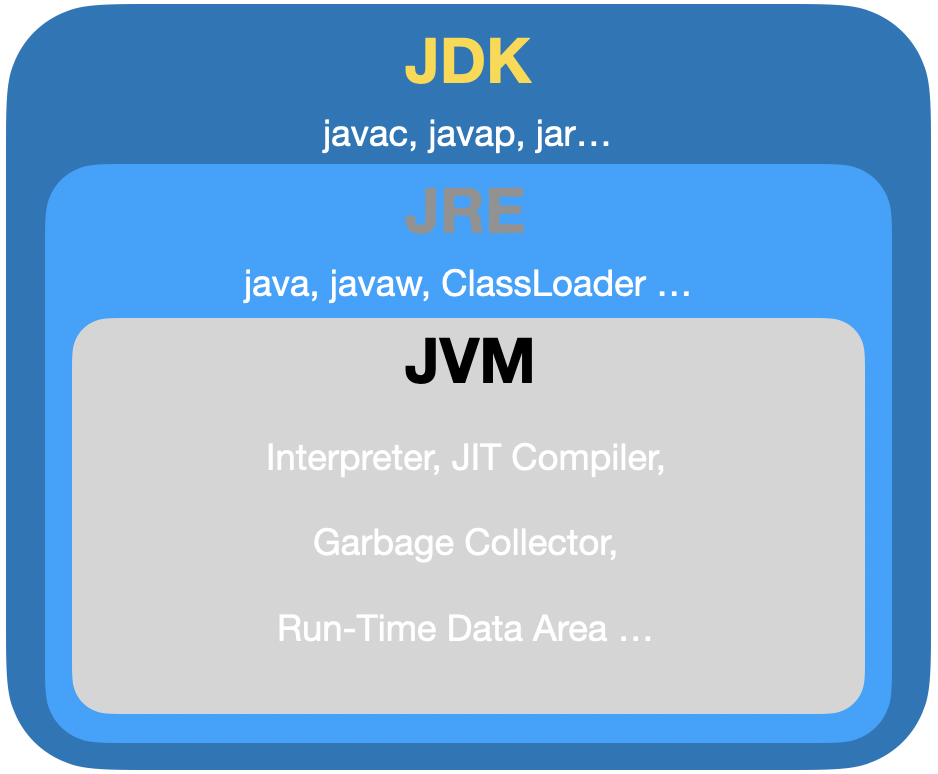 JDK
javac, javap, jar…
JRE
java, javaw, ClassLoader …
JVM
Interpreter, JIT Compiler,
Garbage Collector,
Run-Time Data Area …